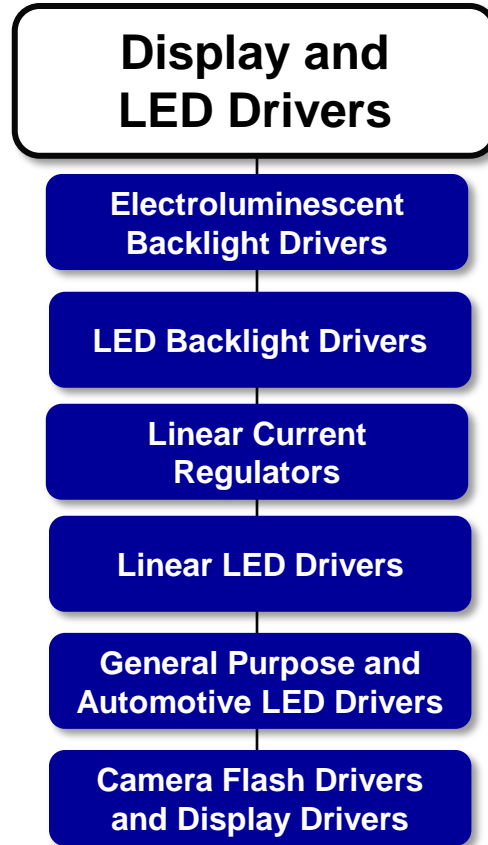 Display and
LED Drivers
Electroluminescent
Backlight Drivers
LED Backlight Drivers
Linear Current
Regulators
Linear LED Drivers
General Purpose and
Automotive LED Drivers
Camera Flash Drivers
and Display Drivers